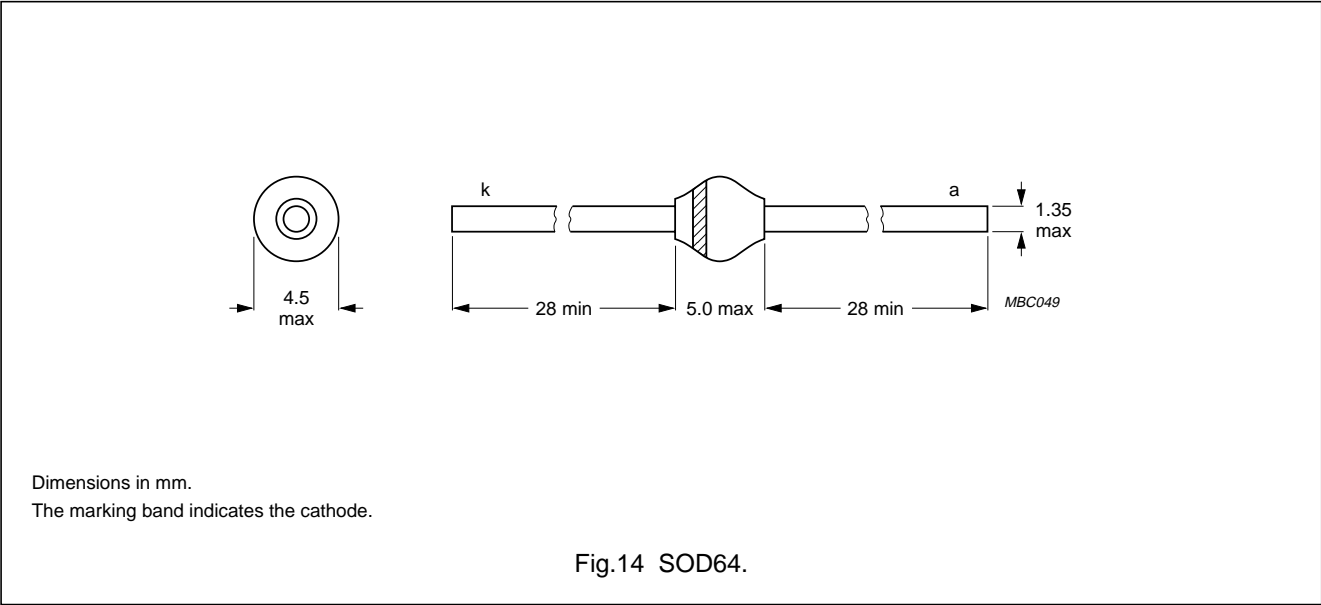 k
a
1.35
max
4.5
max
28 min
5.0 max
28 min
MBC049
Dimensions in mm.
The marking band indicates the cathode.
Fig.14 SOD64.